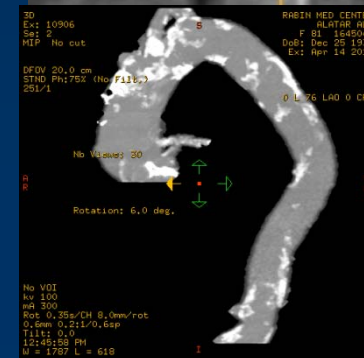 3D
Ex: 10906
Se: 2
MIP No cut
DFOV 20.0 cm
STND Ph:75% (No Filt.)
251/1
S
RABIN MED CENT
ALATAR A
F 81 16450
DoB: Dec 25 19
Ex: Apr 14 20
L 76 LAO 0 C
Nb Views: 30
A
R
Rotation: 6.0 deg.
No VOI
kv 100
mA 300
Rot 0.35s/CH 8.0mm/rot
0.6mm 0.2:1/0.6sp
Tilt: 0.0
12:45:58 PM
W = 1787 L = 618
I